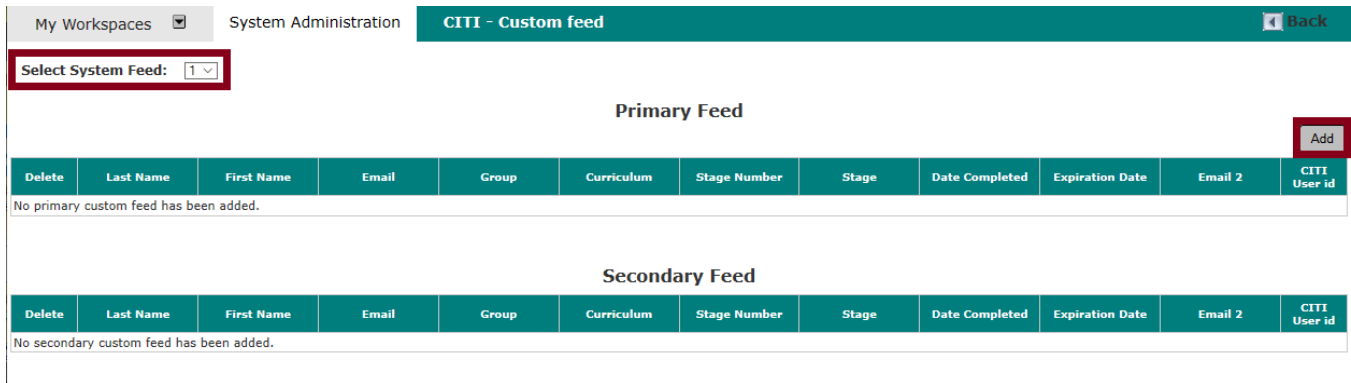 My Workspaces System Administration CITI - Custom feed Back
Select System Feed: 1
Primary Feed
Add
Delete Last Name First Name Email Group Curriculum Stage Number Stage Date Completed Expiration Date Email 2 CITI User id
No primary custom feed has been added.
Secondary Feed
Delete Last Name First Name Email Group Curriculum Stage Number Stage Date Completed Expiration Date Email 2 CITI User id
No secondary custom feed has been added.